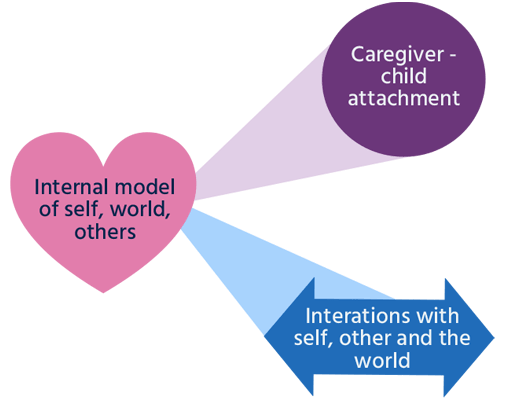 Caregiver -
child
attachment
Internal model
of self, world,
others
Interations with
self, other and the
world